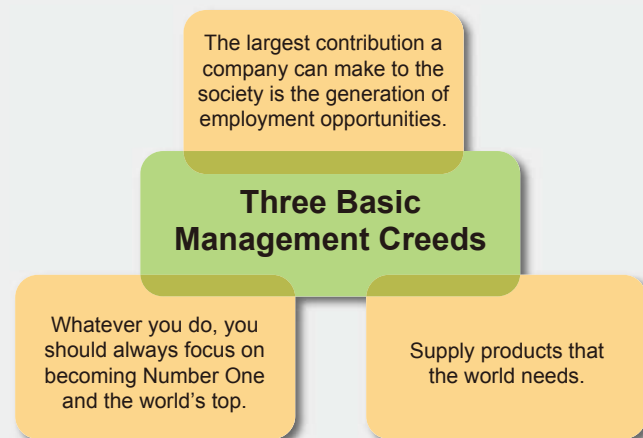 The largest contribution a
company can make to the
society is the generation of
employment opportunities.
Three Basic
Management Creeds
Whatever you do, you
should always focus on
becoming Number One
and the world’s top.
Supply products that
the world needs.